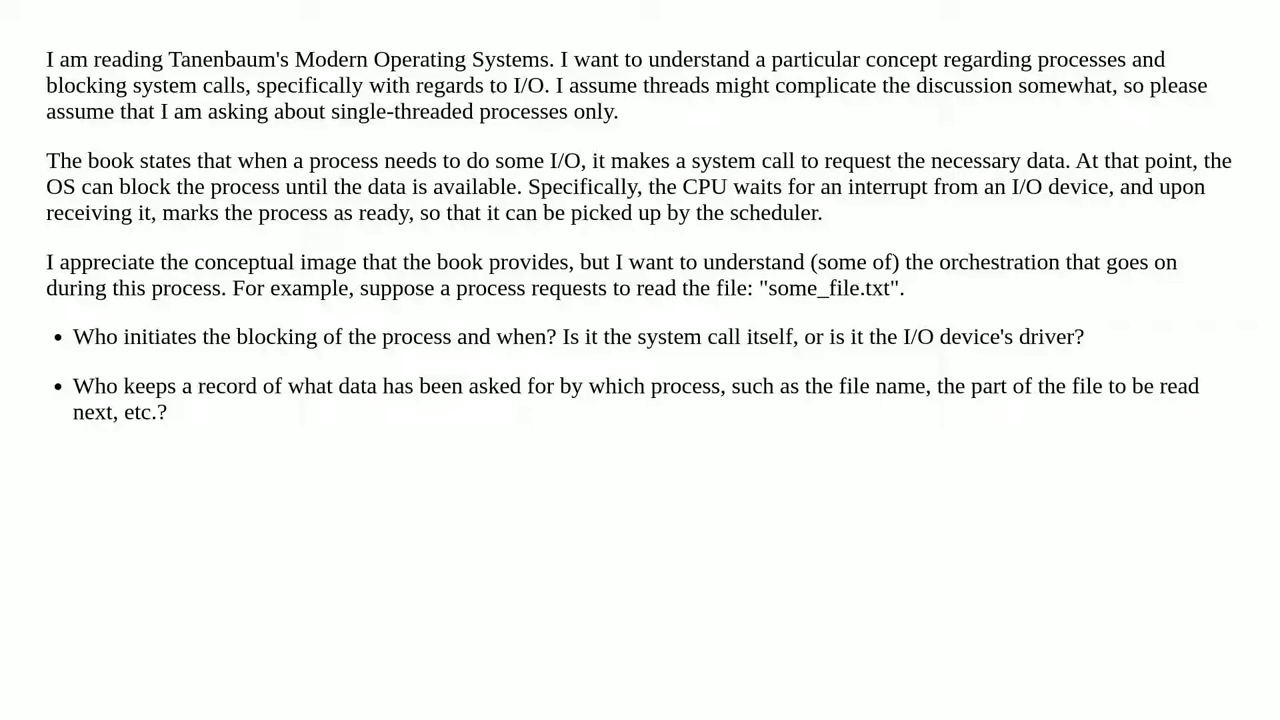 I am reading Tanenbaum's Modern Operating Systems. I want to understand a particular concept regarding processes and
blocking system calls, specifically with regards to I/O. I assume threads might complicate the discussion somewhat, so please
assume that I am asking about single-threaded processes only.
The book states that when a process needs to do some I/O, it makes a system call to request the necessary data. At that point, the
OS can block the process until the data is available. Specifically, the CPU waits for an interrupt from an I/O device, and upon
receiving it, marks the process as ready, so that it can be picked up by the scheduler.
I appreciate the conceptual image that the book provides, but I want to understand (some of) the orchestration that goes on
during this process. For example, suppose a process requests to read the file: "some_file.txt".
• Who initiates the blocking of the process and when? Is it the system call itself, or is it the I/O device's driver?
• Who keeps a record of what data has been asked for by which process, such as the file name, the part of the file to be read
next, etc.?